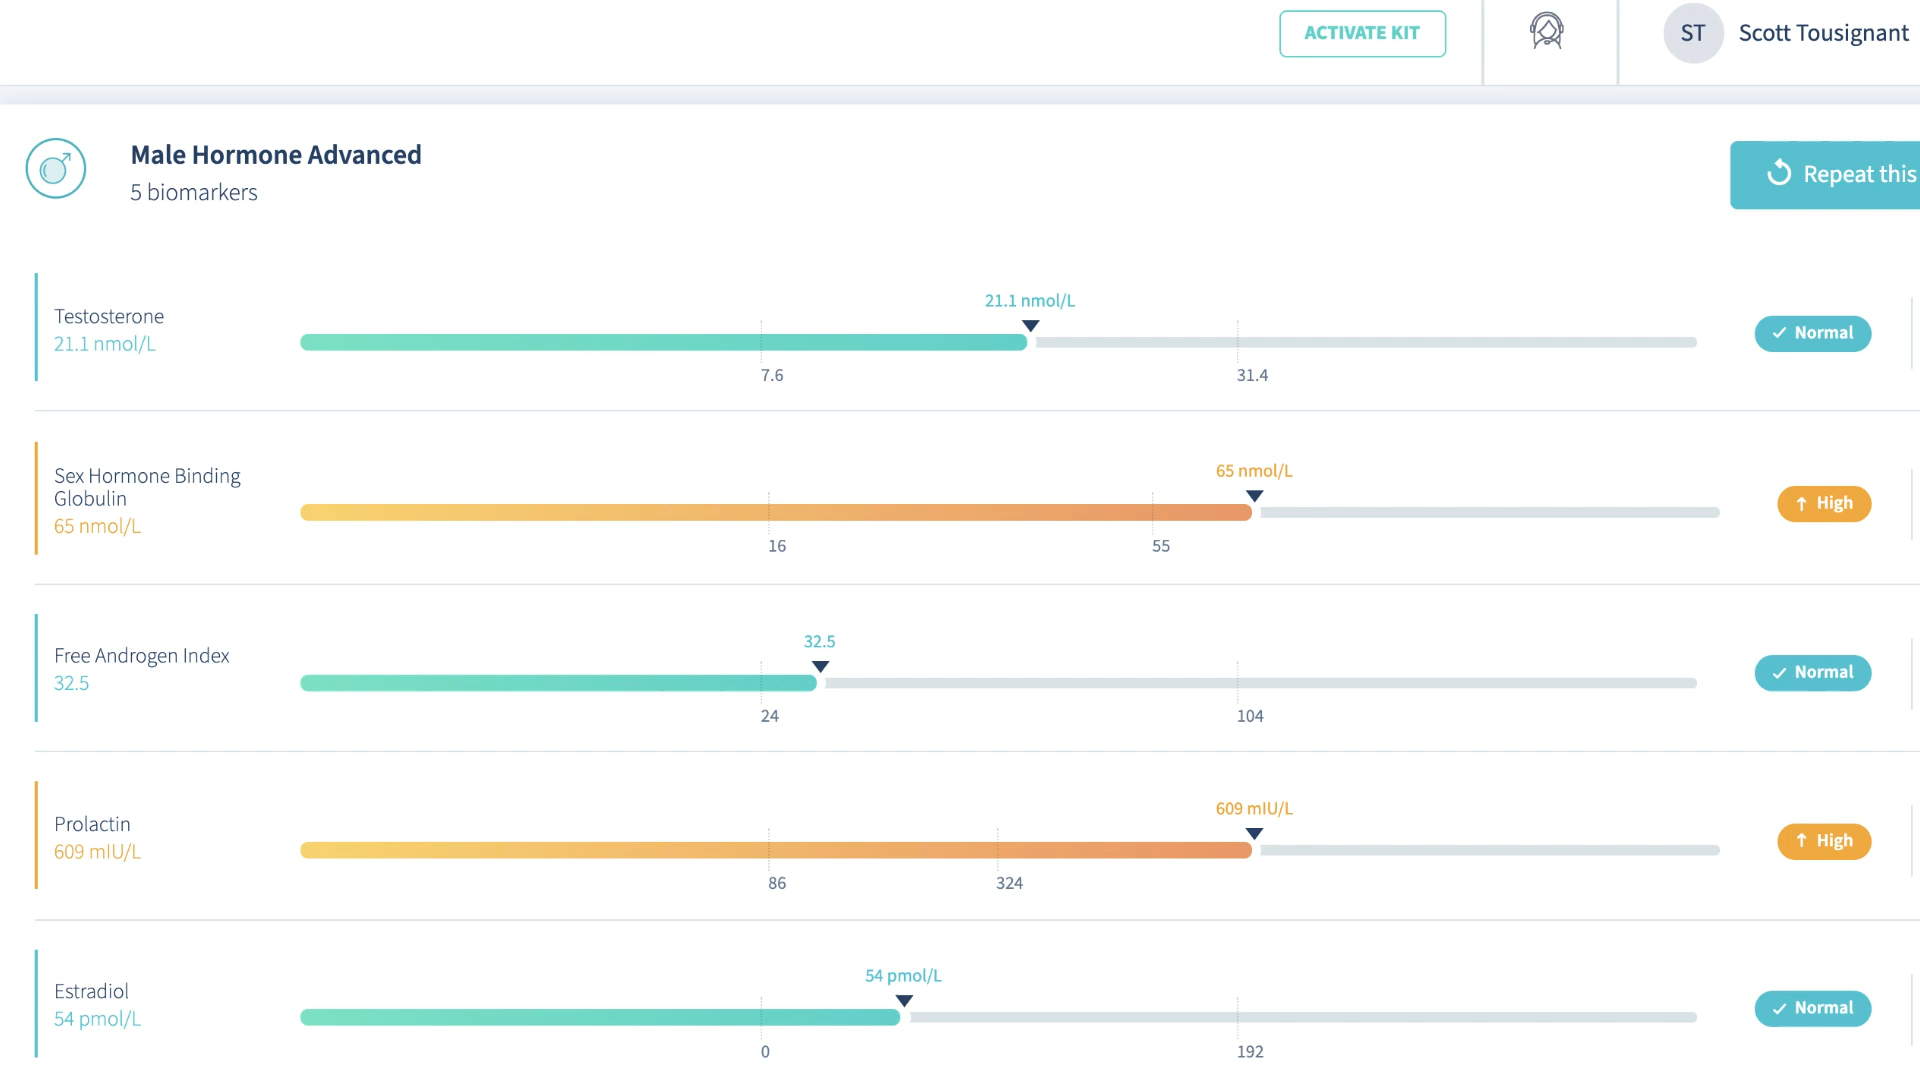 ACTIVATE KIT
ST
Scott Tousignant
Male Hormone Advanced
5 biomarkers
Repeat this
21.1 nmol/L
Testosterone
21.1 nmol/L
Normal
7.6
31.4
65 nmol/L
Sex Hormone Binding
Globulin
65 nmol/L
High
16
55
32.5
Free Androgen Index
32.5
Normal
24
104
609 mIU/L
Prolactin
609 mIU/L
High
86
324
54 pmol/L
Estradiol
54 pmol/L
Normal
0
192